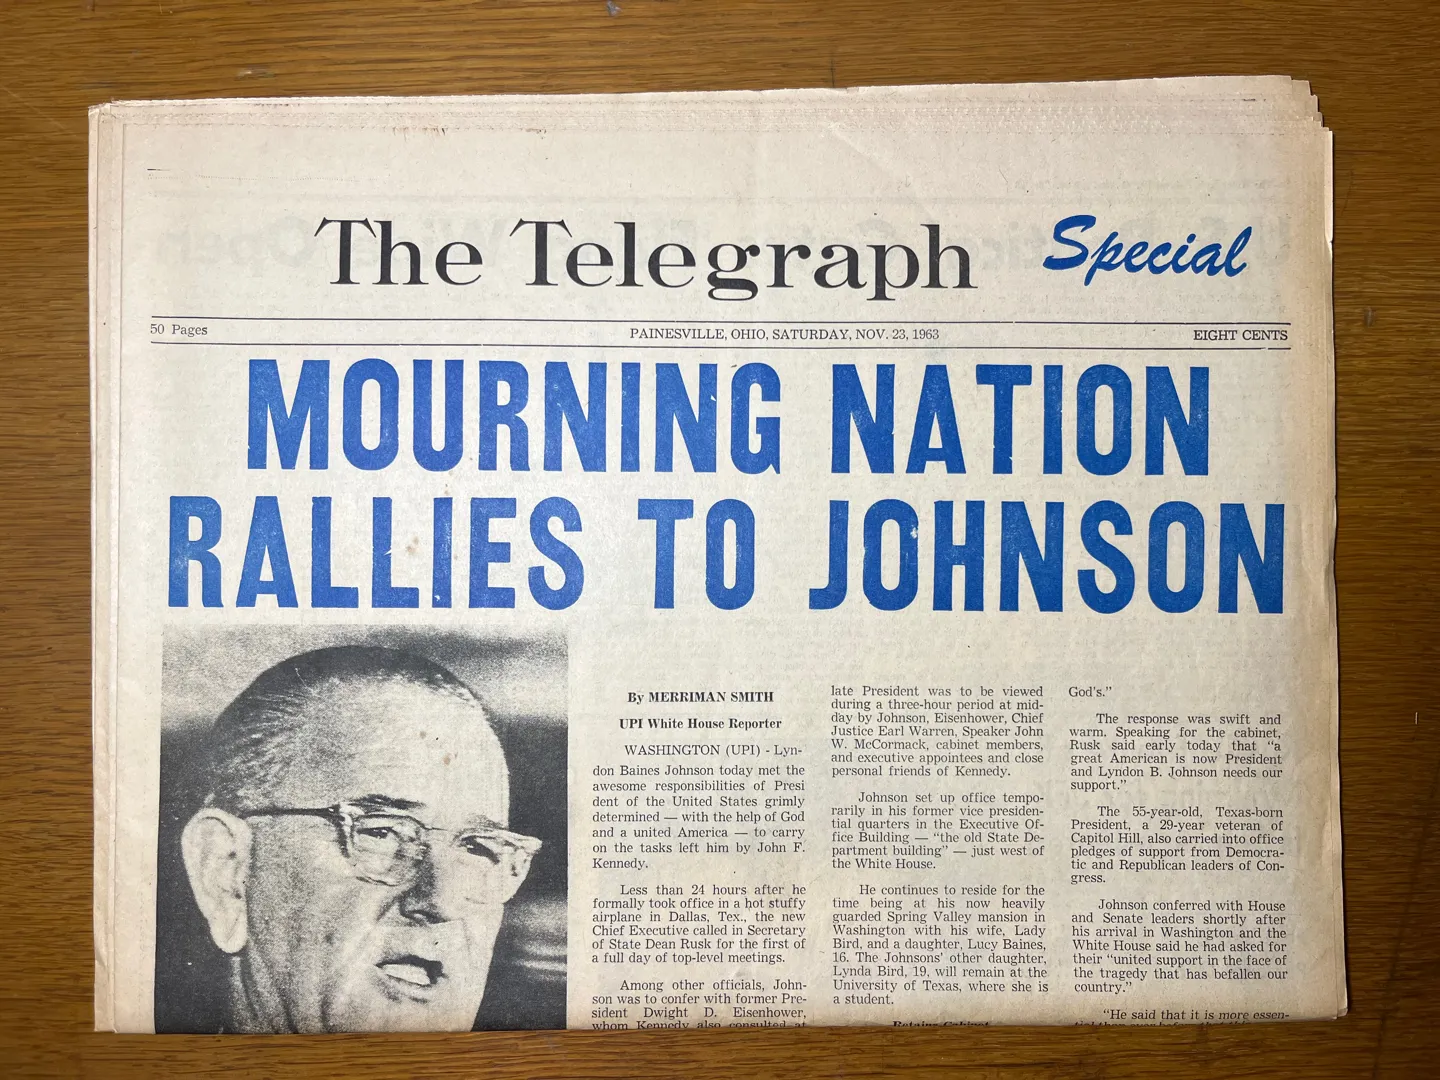 The Telegraph Special
50 Pages PAINESVILLE, OHIO, SATURDAY, NOV. 23, 1963 EIGHT CENTS
MOURNING NATION
RALLIES TO JOHNSON
By MERRIMAN SMITH
UPI White House Reporter
WASHINGTON (UPI) - Lyn-
don Baines Johnson today met the
awesome responsibilities of Presi
dent of the United States grimly
determined — with the help of God
and a united America — to carry
on the tasks left him by John F.
Kennedy.
Less than 24 hours after he
formally took office in a hot stuffy
airplane in Dallas, Tex., the new
Chief Executive called in Secretary
of State Dean Rusk for the first of
a full day of top-level meetings.
Among other officials, John-
son was to confer with former Pre-
sident Dwight D. Eisenhower,
whom Kennedy also consulted at
late President was to be viewed
during a three-hour period at mid-
day by Johnson, Eisenhower, Chief
Justice Earl Warren, Speaker John
W. McCormack, cabinet members,
and executive appointees and close
personal friends of Kennedy.
Johnson set up office tempo-
rarily in his former vice presiden-
tial quarters in the Executive Of-
fice Building — "the old State De-
partment building" — just west of
the White House.
He continues to reside for the
time being at his now heavily
guarded Spring Valley mansion in
Washington with his wife, Lady
Bird, and a daughter, Lucy Baines,
16. The Johnsons' other daughter,
Lynda Bird, 19, will remain at the
University of Texas, where she is
a student.
Retains Cabinet
God's."
The response was swift and
warm. Speaking for the cabinet,
Rusk said early today that "a
great American is now President
and Lyndon B. Johnson needs our
support."
The 55-year-old, Texas-born
President, a 29-year veteran of
Capitol Hill, also carried into office
pledges of support from Democra-
tic and Republican leaders of Con-
gress.
Johnson conferred with House
and Senate leaders shortly after
his arrival in Washington and the
White House said he had asked for
their "united support in the face of
the tragedy that has befallen our
country."
"He said that it is more essen-